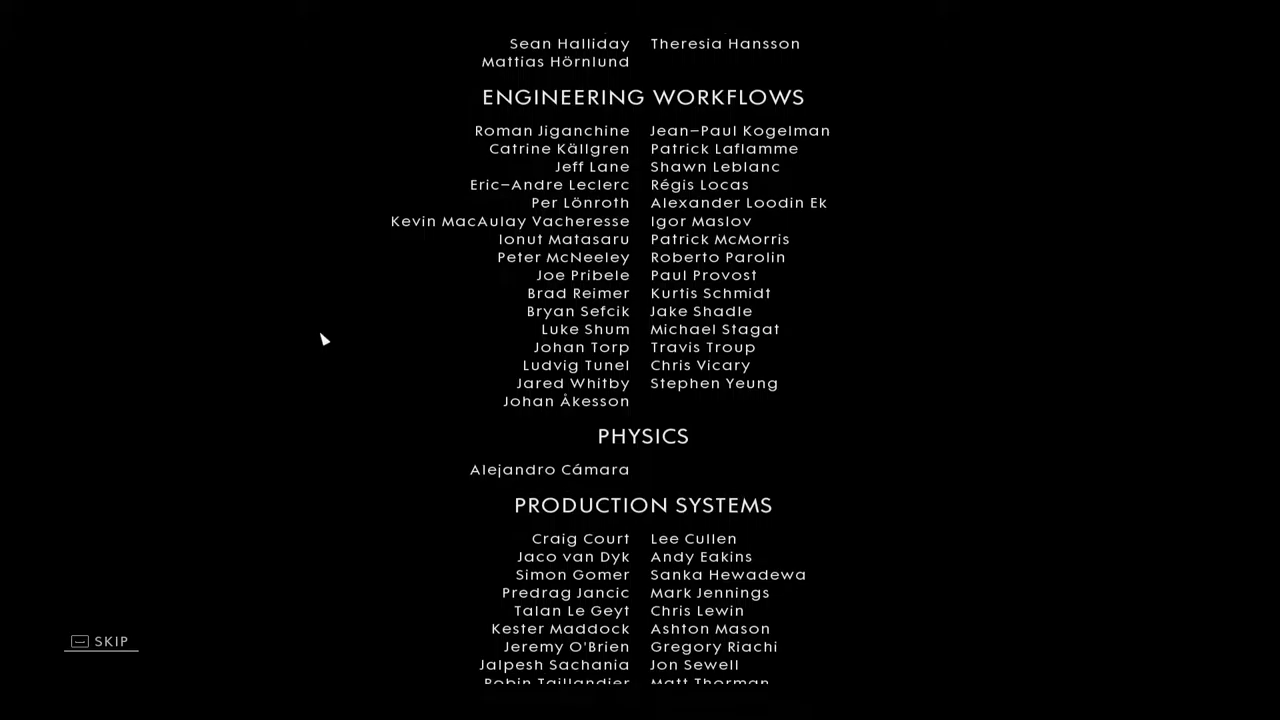 Sean Halliday Theresia Hansson
Mattias Hörnlund
ENGINEERING WORKFLOWS
Roman Jiganchine Jean-Paul Kogelman
Catrine Källgren Patrick Laflamme
Jeff Lane Shawn Leblanc
Eric-Andre Leclerc Régis Locas
Per Lönroth Alexander Loodin Ek
Kevin MacAulay Vacheresse Igor Maslov
Ionut Matasaru Patrick McMorris
Peter McNeeley Roberto Parolin
Joe Pribele Paul Provost
Brad Reimer Kurtis Schmidt
Bryan Sefcik Jake Shadle
Luke Shum Michael Stagat
Johan Torp Travis Troup
Ludvig Tunel Chris Vicary
Jared Whitby Stephen Yeung
Johan Åkesson
PHYSICS
Alejandro Cámara
PRODUCTION SYSTEMS
Craig Court Lee Cullen
Jaco van Dyk Andy Eakins
Simon Gomer Sanka Hewadewa
Predrag Jancic Mark Jennings
Talan Le Geyt Chris Lewin
Kester Maddock Ashton Mason
Jeremy O'Brien Gregory Riachi
Jalpesh Sachania Jon Sewell
Robin Taillandier Matt Thorman
SKIP